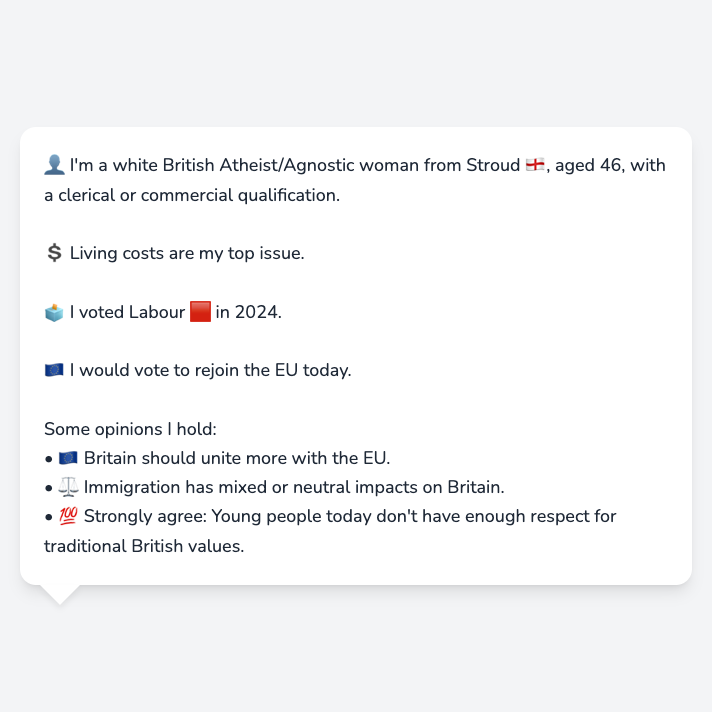 👤 I'm a white British Atheist/Agnostic woman from Stroud 🏴󠁧󠁢󠁥󠁮󠁧󠁿, aged 46, with
a clerical or commercial qualification.
💲 Living costs are my top issue.
🗳️ I voted Labour 🟥 in 2024.
🇪🇺 I would vote to rejoin the EU today.
Some opinions I hold:
• 🇪🇺 Britain should unite more with the EU.
• ⚖️ Immigration has mixed or neutral impacts on Britain.
• 💯 Strongly agree: Young people today don't have enough respect for
traditional British values.